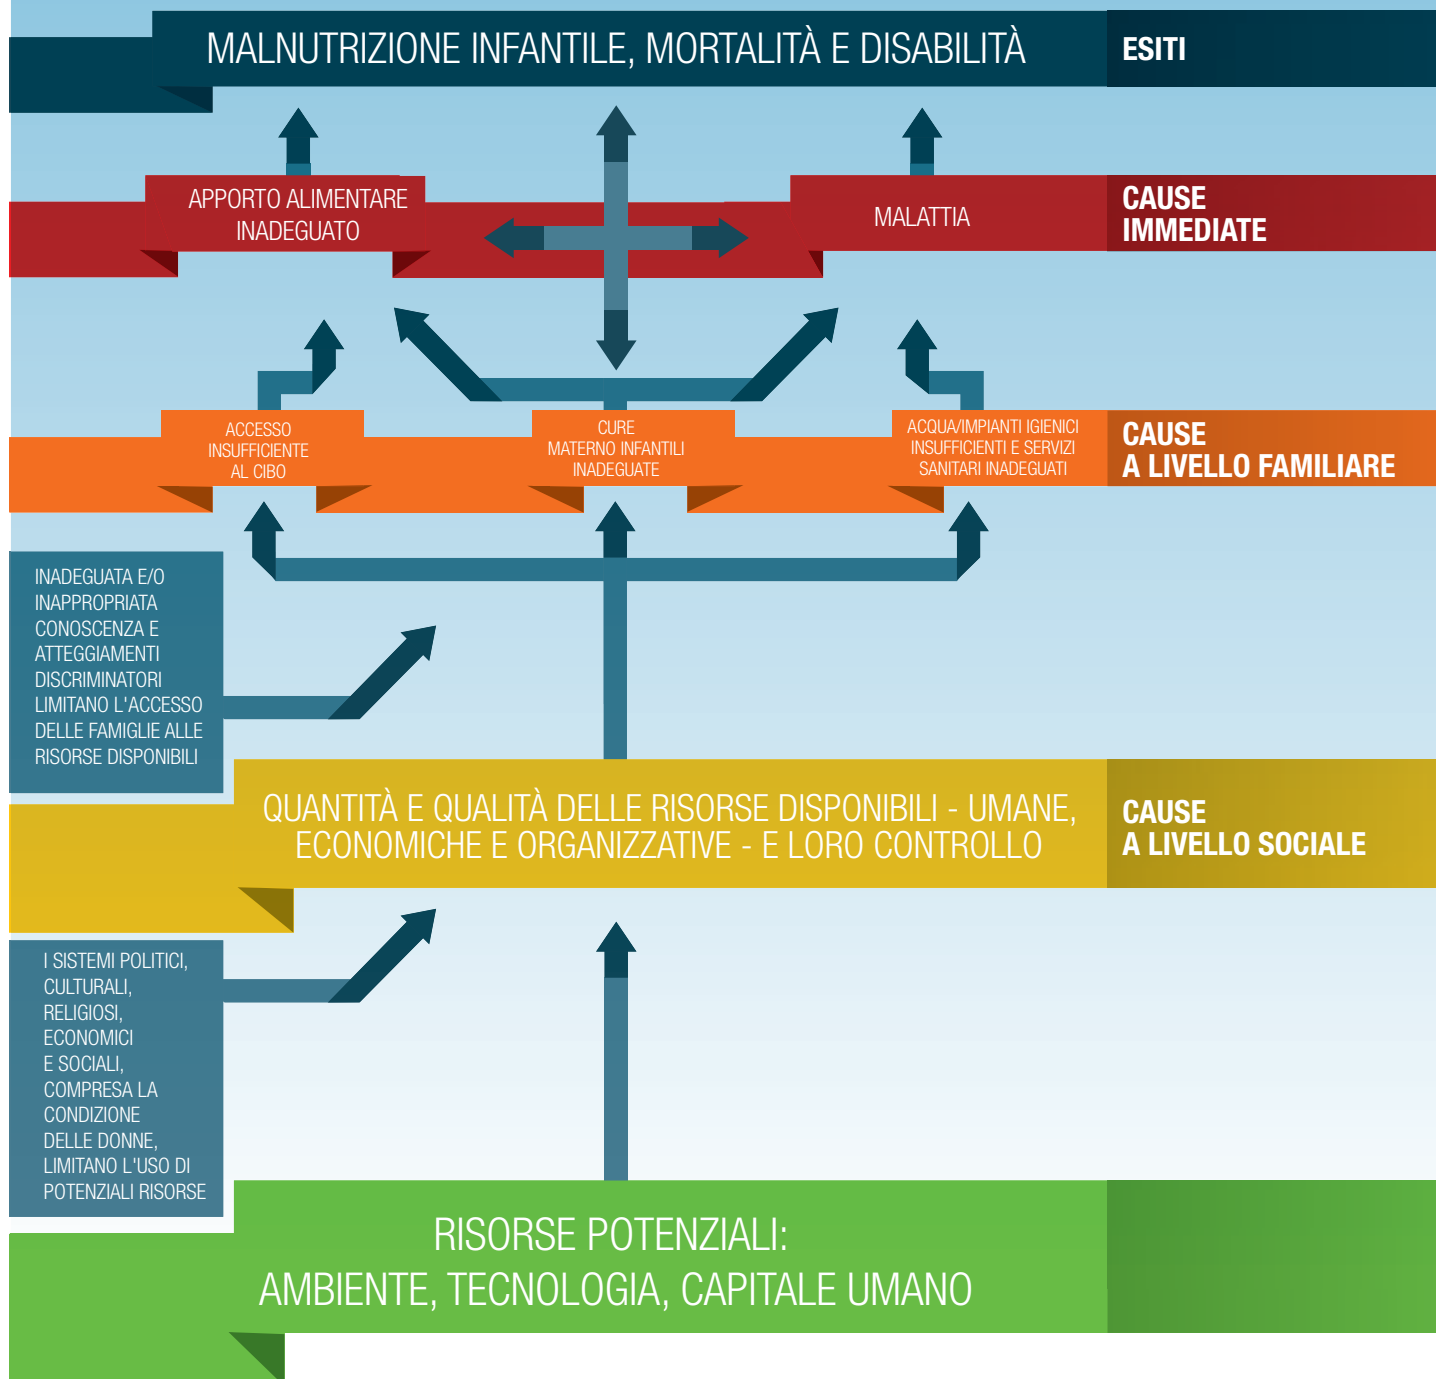 MALNUTRIZIONE INFANTILE, MORTALITÀ E DISABILITÀ
ESITI
APPORTO ALIMENTARE
INADEGUATO
MALATTIA
CAUSE
IMMEDIATE
ACCESSO
INSUFFICIENTE
AL CIBO
CURE
MATERNO INFANTILI
INADEGUATE
ACQUA/IMPIANTI IGIENICI
INSUFFICIENTI E SERVIZI
SANITARI INADEGUATI
CAUSE
A LIVELLO FAMILIARE
INADEGUATA E/O
INAPPROPRIATA
CONOSCENZA E
ATTEGGIAMENTI
DISCRIMINATORI
LIMITANO L'ACCESSO
DELLE FAMIGLIE ALLE
RISORSE DISPONIBILI
QUANTITÀ E QUALITÀ DELLE RISORSE DISPONIBILI - UMANE,
ECONOMICHE E ORGANIZZATIVE - E LORO CONTROLLO
CAUSE
A LIVELLO SOCIALE
I SISTEMI POLITICI,
CULTURALI,
RELIGIOSI,
ECONOMICI
E SOCIALI,
COMPRESA LA
CONDIZIONE
DELLE DONNE,
LIMITANO L'USO DI
POTENZIALI RISORSE
RISORSE POTENZIALI:
AMBIENTE, TECNOLOGIA, CAPITALE UMANO